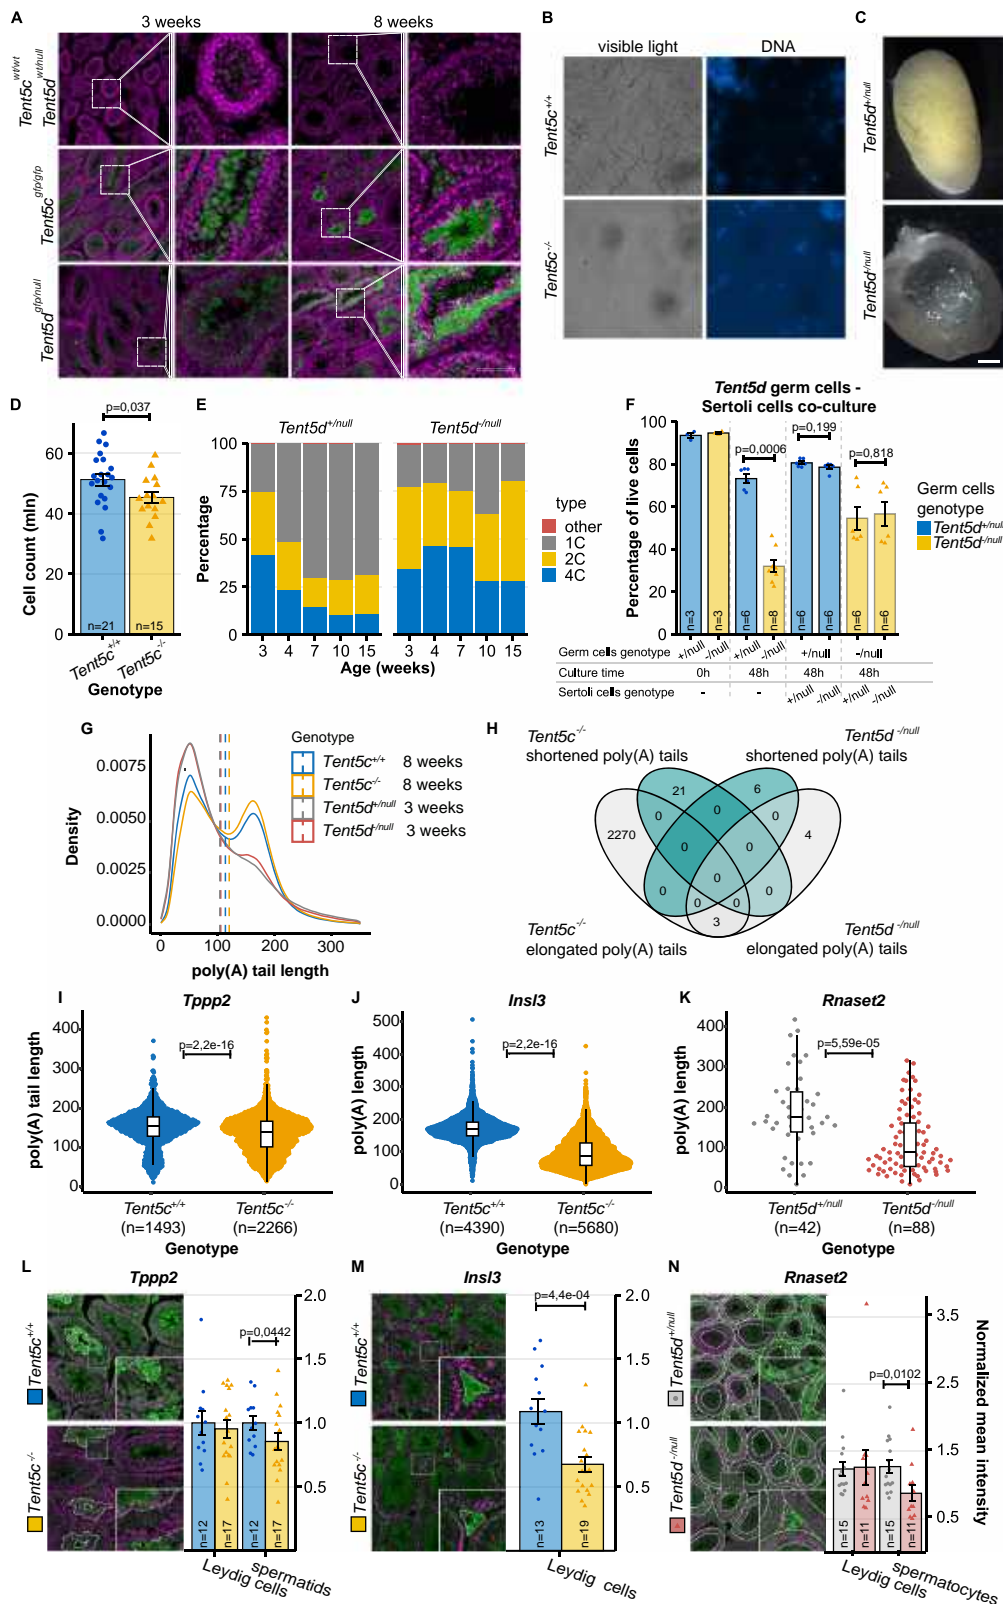 A
3 weeks
8 weeks
Tent5c^wt/wt
Tent5d^wt/null
Tent5c^gfp/gfp
Tent5d^gfp/null
B
visible light
DNA
Tent5c^+/+
Tent5c^-/-
C
Tent5d^+/null
Tent5d^-/null
D
p=0,037
Cell count (mln)
60
40
20
0
n=21
n=15
Tent5c^+/+
Tent5c^-/-
Genotype
E
Tent5d^+/null
Tent5d^-/null
Percentage
100
75
50
25
0
3 4 7 10 15
3 4 7 10 15
Age (weeks)
type
other
1C
2C
4C
F
Tent5d germ cells -
Sertoli cells co-culture
Percentage of live cells
100
80
60
40
20
0
p=0,0006
p=0,199
p=0,818
n=3
n=3
n=6
n=8
n=6
n=6
n=6
n=6
Germ cells
genotype
Tent5d^+/null
Tent5d^-/null
Germ cells genotype
+/null -/null +/null -/null +/null -/null
Culture time
0h 48h 48h 48h
Sertoli cells genotype
- - +/null -/null +/null -/null
G
Density
0.0075
0.0050
0.0025
0.0000
0 100 200 300
poly(A) tail length
Genotype
Tent5c^+/+ 8 weeks
Tent5c^-/- 8 weeks
Tent5d^+/null 3 weeks
Tent5d^-/null 3 weeks
H
Tent5c^-/-
shortened poly(A) tails
Tent5d^-/null
shortened poly(A) tails
21 6
2270 0 0 0 4
0
0 0 0 0
3
Tent5c^-/-
elongated poly(A) tails
Tent5d^-/null
elongated poly(A) tails
I
Tppp2
p=2,2e-16
poly(A) tail length
400
300
200
100
0
Tent5c^+/+
(n=1493)
Tent5c^-/-
(n=2266)
Genotype
J
Insl3
p=2,2e-16
poly(A) length
500
400
300
200
100
0
Tent5c^+/+
(n=4390)
Tent5c^-/-
(n=5680)
Genotype
K
Rnaset2
p=5,59e-05
poly(A) length
400
300
200
100
0
Tent5d^+/null
(n=42)
Tent5d^-/null
(n=88)
Genotype
L
Tppp2
Tent5c^+/+
Tent5c^-/-
p=0,0442
2.0
1.5
1.0
0.5
n=12
n=17
n=12
n=17
Leydig cells
spermatids
M
Insl3
Tent5c^+/+
Tent5c^-/-
p=4,4e-04
n=13
n=19
Leydig cells
N
Rnaset2
Tent5d^+/null
Tent5d^-/null
p=0,0102
3.5
2.5
1.5
0.5
Normalized mean intensity
n=15
n=11
n=15
n=11
Leydig cells
spermatocytes